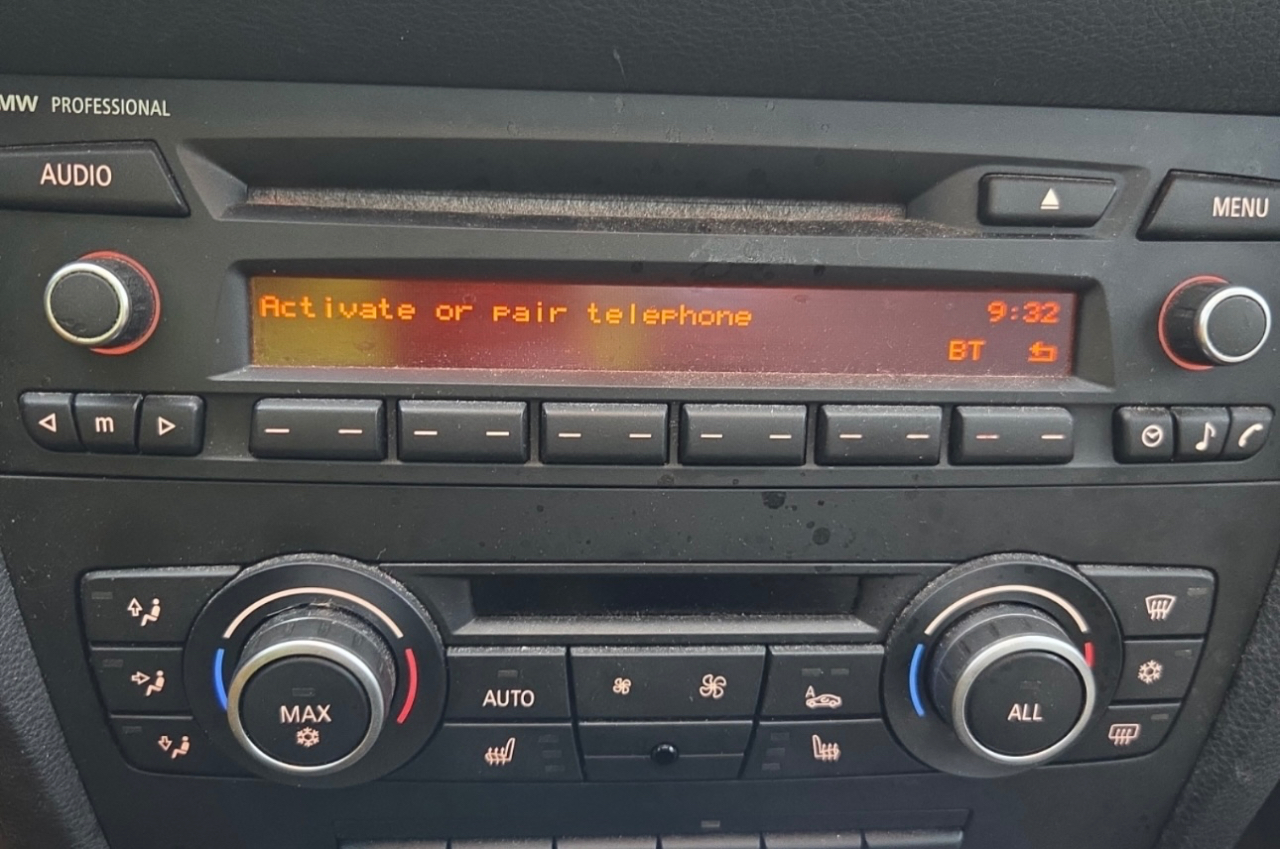 MW PROFESSIONAL
AUDIO
MENU
Activate or pair telephone 9:32
BT
m
AUTO
A
MAX
ALL